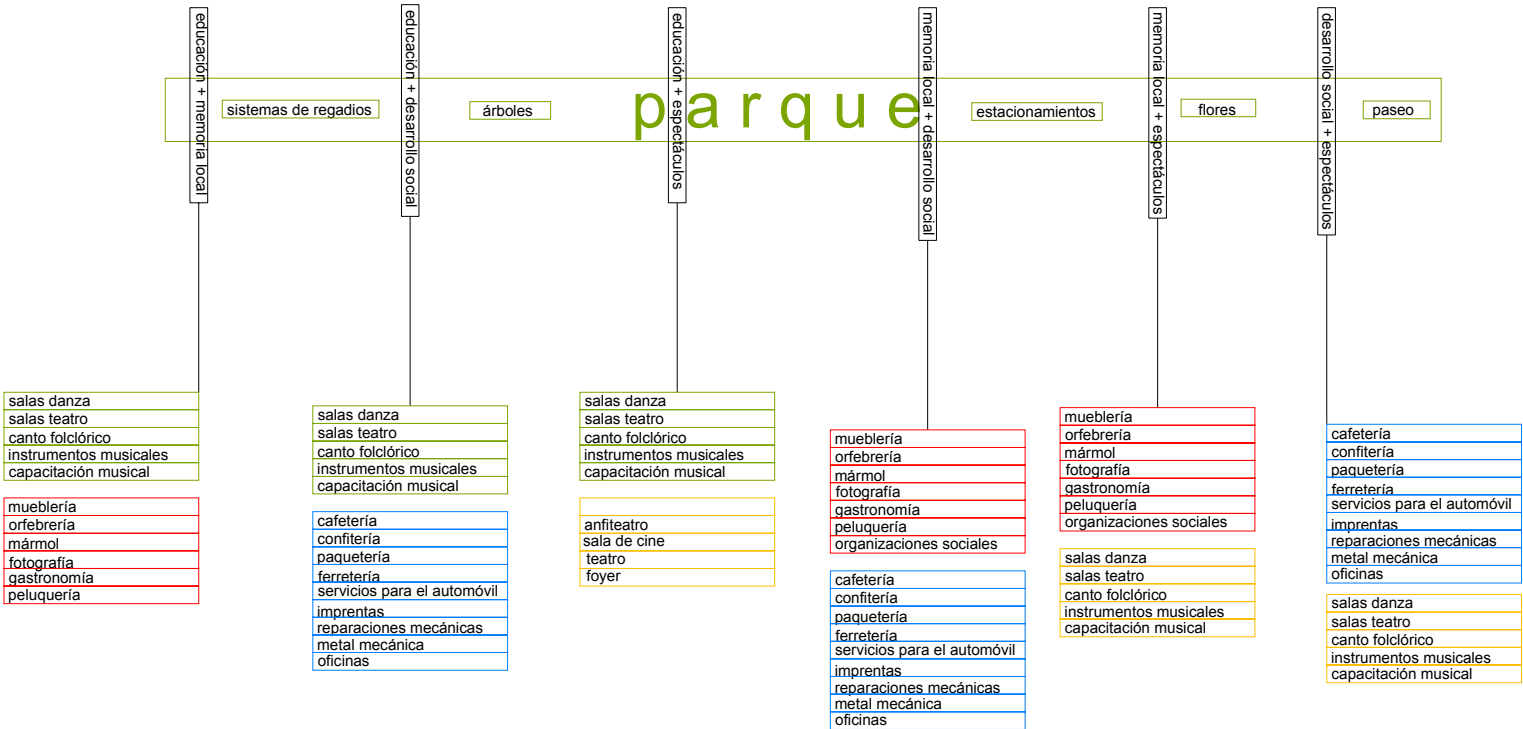 educación + memoria local
educación + desarrollo social
educación + espectáculos
memoria local + desarrollo social
memoria local + espectáculos
desarrollo social + espectáculos
parque
sistemas de regadios
árboles
estacionamientos
flores
paseo
salas danza
salas teatro
canto folclórico
instrumentos musicales
capacitación musical
mueblería
orfebrería
mármol
fotografía
gastronomía
peluquería
salas danza
salas teatro
canto folclórico
instrumentos musicales
capacitación musical
cafetería
confitería
paquetería
ferretería
servicios para el automóvil
imprentas
reparaciones mecánicas
metal mecánica
oficinas
salas danza
salas teatro
canto folclórico
instrumentos musicales
capacitación musical
anfiteatro
sala de cine
teatro
foyer
mueblería
orfebrería
mármol
fotografía
gastronomía
peluquería
organizaciones sociales
cafetería
confitería
paquetería
ferretería
servicios para el automóvil
imprentas
reparaciones mecánicas
metal mecánica
oficinas
mueblería
orfebrería
mármol
fotografía
gastronomía
peluquería
organizaciones sociales
salas danza
salas teatro
canto folclórico
instrumentos musicales
capacitación musical
cafetería
confitería
paquetería
ferretería
servicios para el automóvil
imprentas
reparaciones mecánicas
metal mecánica
oficinas
salas danza
salas teatro
canto folclórico
instrumentos musicales
capacitación musical